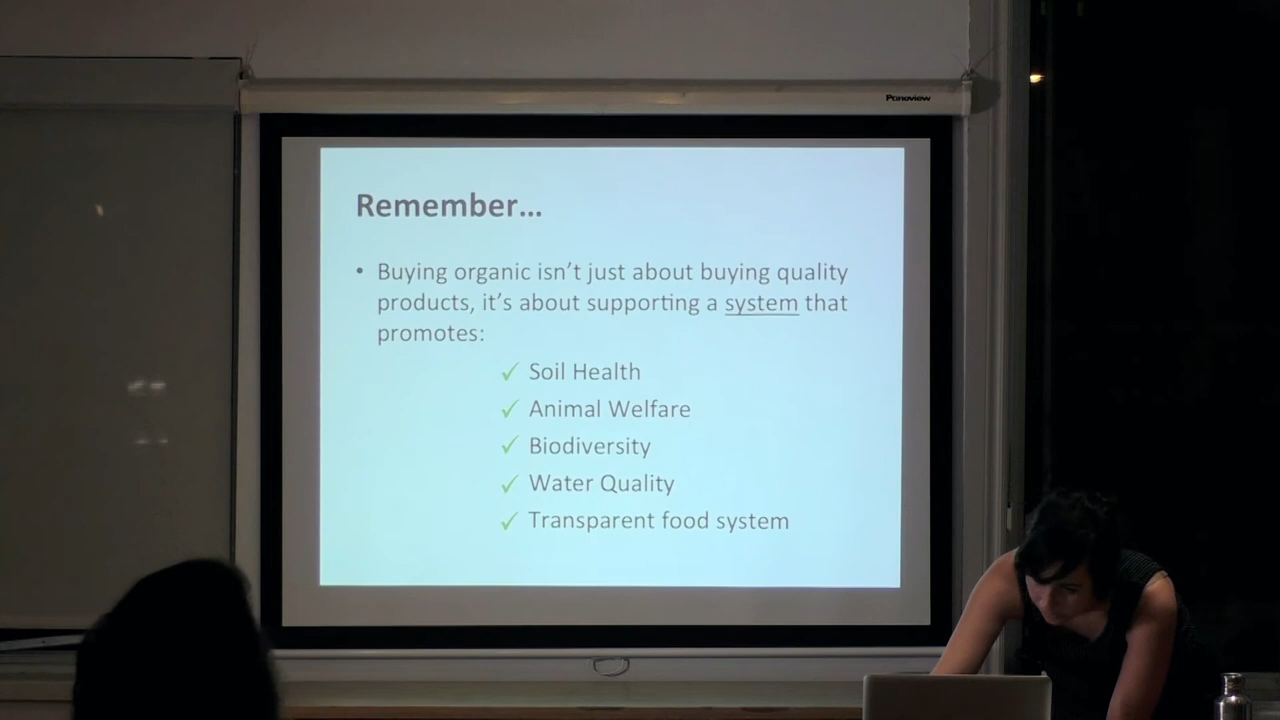 Panoview
Remember...
• Buying organic isn't just about buying quality
products, it's about supporting a system that
promotes:
✓ Soil Health
✓ Animal Welfare
✓ Biodiversity
✓ Water Quality
✓ Transparent food system